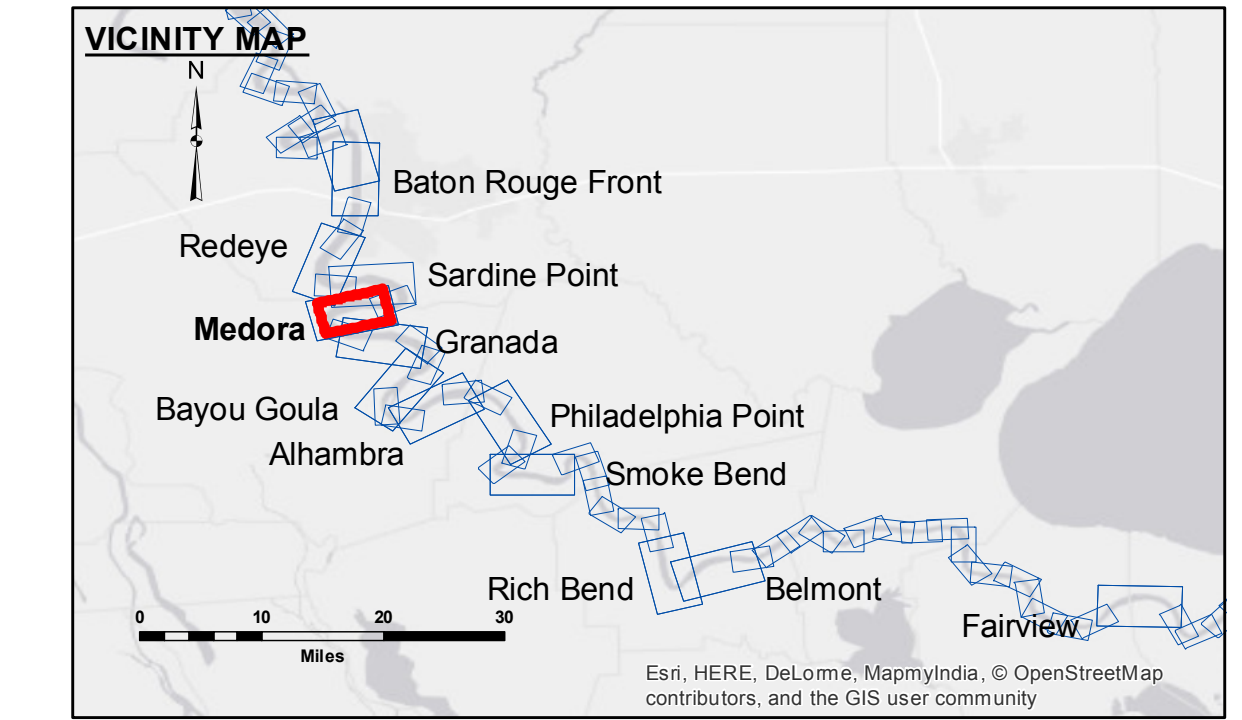 VICINITY MAP
N
Baton Rouge Front
Redeye
Sardine Point
Medora
Granada
Bayou Goula
Philadelphia Point
Alhambra
Smoke Bend
Rich Bend
Belmont
Fairview
0 10 20 30
Miles
Esri, HERE, DeLorme, MapmyIndia, © OpenStreetMap
contributors, and the GIS user community